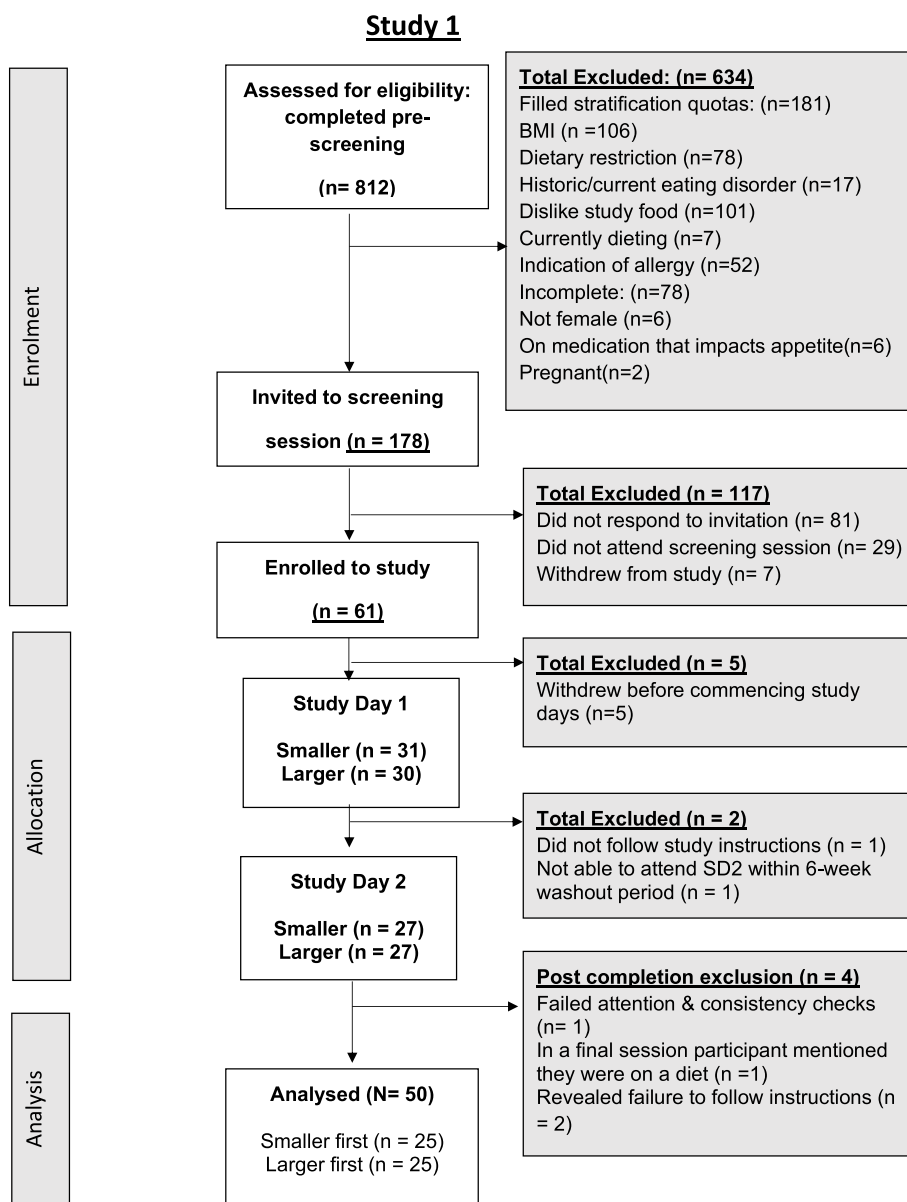 Study 1
Enrolment
Assessed for eligibility:
completed pre-
screening
(n= 812)
Total Excluded: (n= 634)
Filled stratification quotas: (n=181)
BMI (n =106)
Dietary restriction (n=78)
Historic/current eating disorder (n=17)
Dislike study food (n=101)
Currently dieting (n=7)
Indication of allergy (n=52)
Incomplete: (n=78)
Not female (n=6)
On medication that impacts appetite(n=6)
Pregnant(n=2)
Invited to screening
session (n = 178)
Total Excluded (n = 117)
Did not respond to invitation (n= 81)
Did not attend screening session (n= 29)
Withdrew from study (n= 7)
Enrolled to study
(n = 61)
Allocation
Total Excluded (n = 5)
Withdrew before commencing study
days (n=5)
Study Day 1
Smaller (n = 31)
Larger (n = 30)
Total Excluded (n = 2)
Did not follow study instructions (n = 1)
Not able to attend SD2 within 6-week
washout period (n = 1)
Study Day 2
Smaller (n = 27)
Larger (n = 27)
Post completion exclusion (n = 4)
Failed attention & consistency checks
(n= 1)
In a final session participant mentioned
they were on a diet (n =1)
Revealed failure to follow instructions (n
= 2)
Analysis
Analysed (N= 50)
Smaller first (n = 25)
Larger first (n = 25)